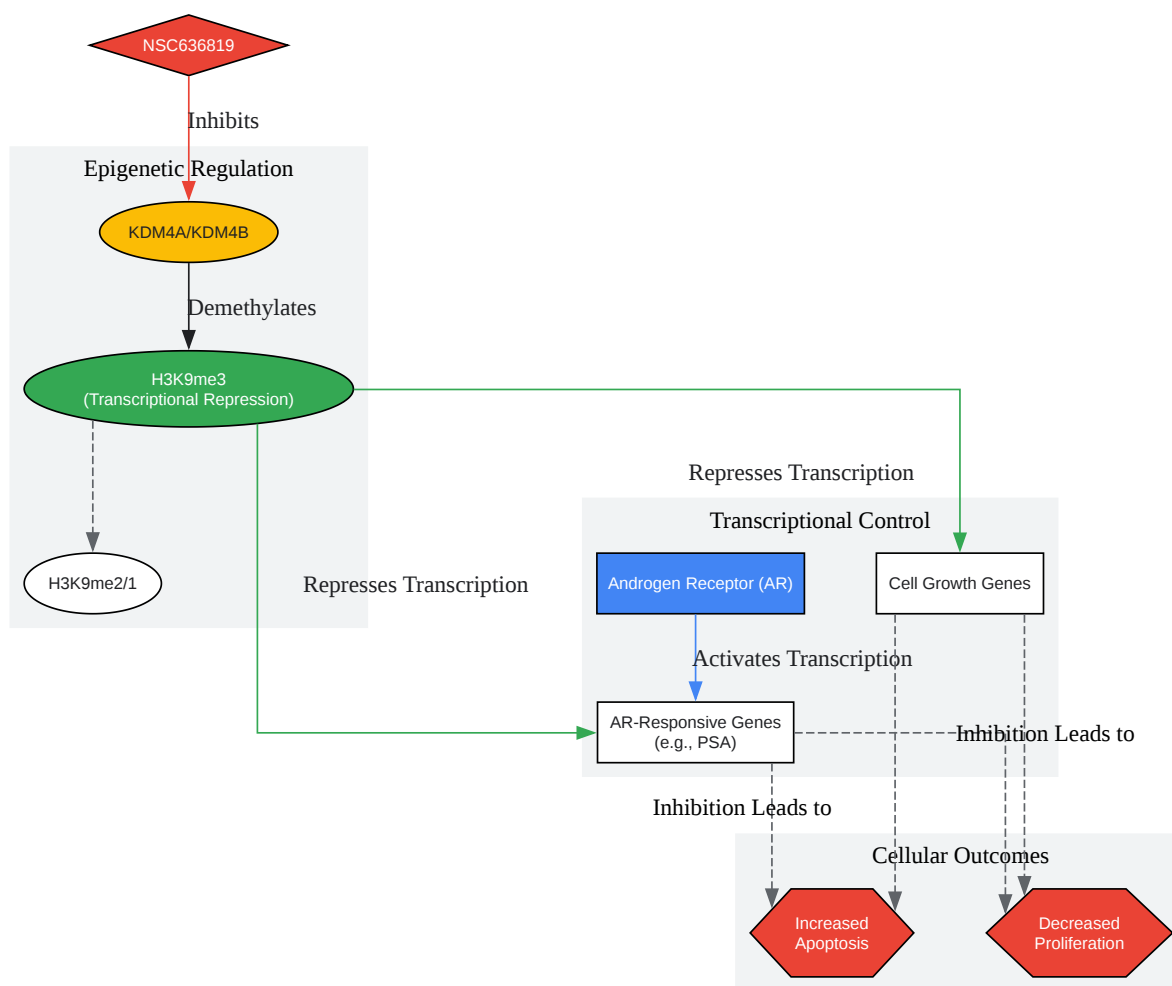 NSC636819
Inhibits
Epigenetic Regulation
KDM4A/KDM4B
Demethylates
H3K9me3
(Transcriptional Repression)
Represses Transcription
Transcriptional Control
H3K9me2/1
Represses Transcription
Androgen Receptor (AR)
Cell Growth Genes
Activates Transcription
AR-Responsive Genes
(e.g., PSA)
Inhibition Leads to
Inhibition Leads to
Cellular Outcomes
Increased
Apoptosis
Decreased
Proliferation